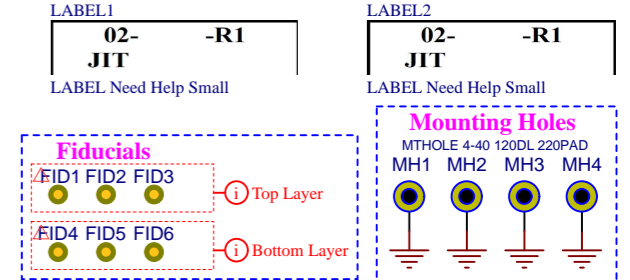 LABEL1
02- -R1
JIT
LABEL Need Help Small
LABEL2
02- -R1
JIT
LABEL Need Help Small
Fiducials
FID1 FID2 FID3
i Top Layer
FID4 FID5 FID6
i Bottom Layer
Mounting Holes
MTHOLE 4-40 120DL 220PAD
MH1 MH2 MH3 MH4